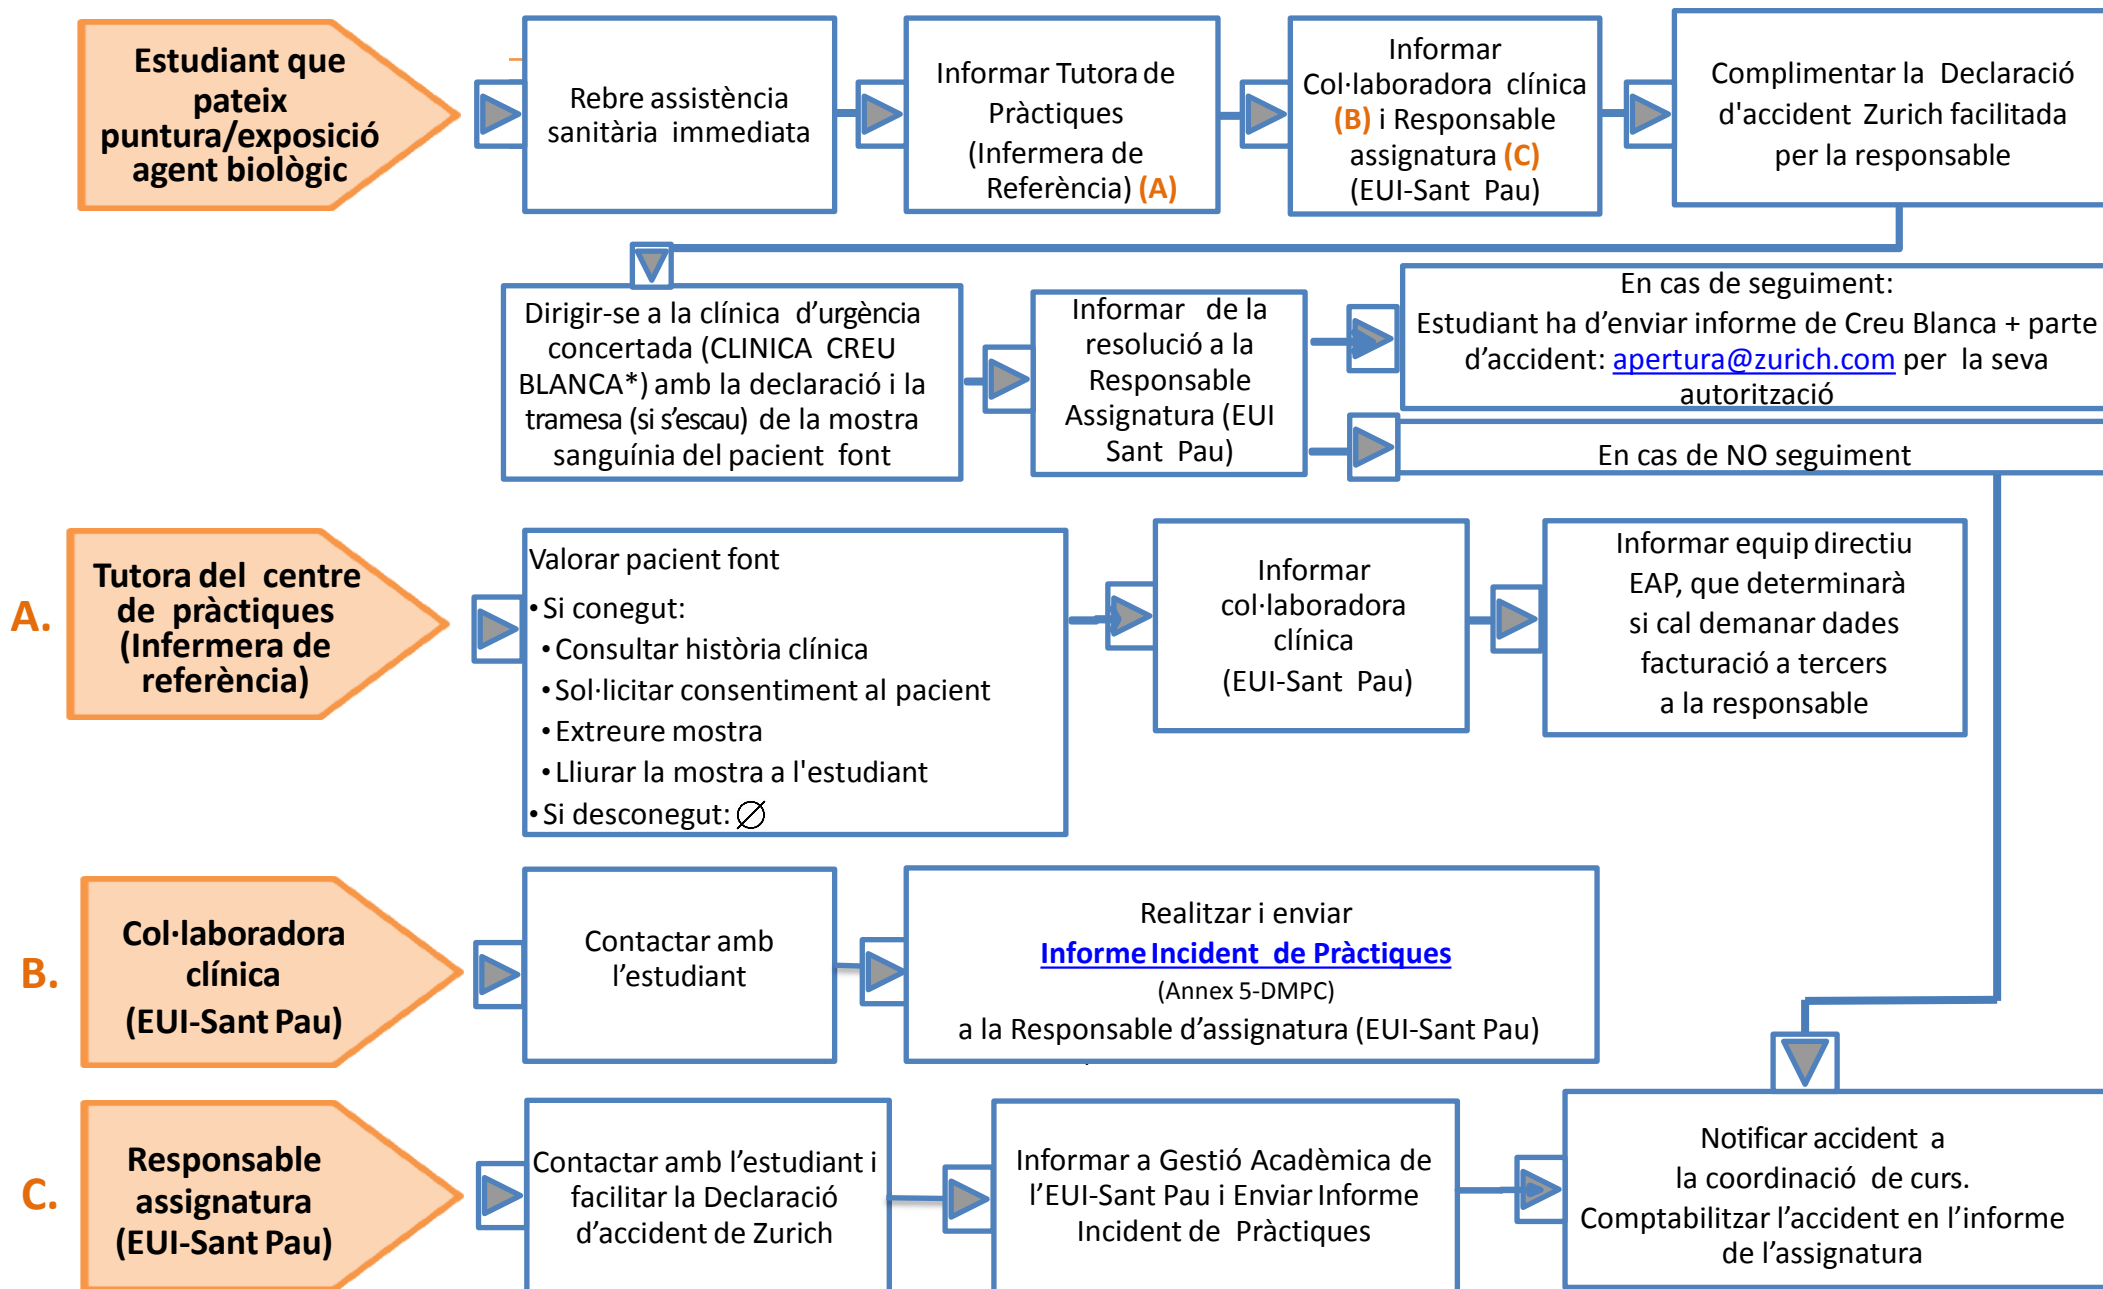 Estudiant que
pateix
puntura/exposició
agent biològic
Rebre assistència
sanitària immediata
Informar Tutora de
Pràctiques
(Infermera de
Referència) (A)
Informar
Col·laboradora clínica
(B) i Responsable
assignatura (C)
(EUI-Sant Pau)
Complimentar la Declaració
d'accident Zurich facilitada
per la responsable
Dirigir-se a la clínica d’urgència
concertada (CLINICA CREU
BLANCA*) amb la declaració i la
tramesa (si s’escau) de la mostra
sanguínia del pacient font
Informar de la
resolució a la
Responsable
Assignatura (EUI
Sant Pau)
En cas de seguiment:
Estudiant ha d’enviar informe de Creu Blanca + parte
d’accident: apertura@zurich.com per la seva
autorització
En cas de NO seguiment
A.
Tutora del centre
de pràctiques
(Infermera de
referència)
Valorar pacient font
• Si conegut:
• Consultar història clínica
• Sol·licitar consentiment al pacient
• Extreure mostra
• Lliurar la mostra a l'estudiant
• Si desconegut: ∅
Informar
col·laboradora
clínica
(EUI-Sant Pau)
Informar equip directiu
EAP, que determinarà
si cal demanar dades
facturació a tercers
a la responsable
B.
Col·laboradora
clínica
(EUI-Sant Pau)
Contactar amb
l’estudiant
Realitzar i enviar
Informe Incident de Pràctiques
(Annex 5-DMPC)
a la Responsable d’assignatura (EUI-Sant Pau)
C.
Responsable
assignatura
(EUI-Sant Pau)
Contactar amb l’estudiant i
facilitar la Declaració
d’accident de Zurich
Informar a Gestió Acadèmica de
l’EUI-Sant Pau i Enviar Informe
Incident de Pràctiques
Notificar accident a
la coordinació de curs.
Comptabilitzar l’accident en l’informe
de l’assignatura